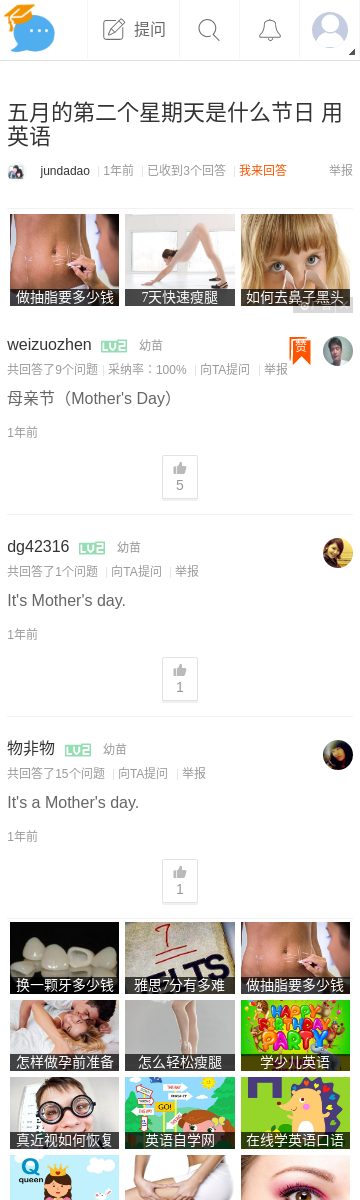 提问
五月的第二个星期天是什么节日 用
英语
jundadao 1年前 已收到3个回答 我来回答 举报
做抽脂要多少钱 7天快速瘦腿 如何去鼻子黑头
weizuozhen LV2 幼苗 赞
共回答了9个问题 采纳率：100% 向TA提问 举报
母亲节（Mother's Day）
1年前
5
dg42316 LV2 幼苗
共回答了1个问题 向TA提问 举报
It's Mother's day.
1年前
1
物非物 LV2 幼苗
共回答了15个问题 向TA提问 举报
It's a Mother's day.
1年前
1
7
换一颗牙多少钱 雅思7分有多难 做抽脂要多少钱
HAPPY
BIRTHDAY
PARTY
怎样做孕前准备 怎么轻松瘦腿 学少儿英语
GO!
真近视如何恢复 英语自学网 在线学英语口语
Q
queen